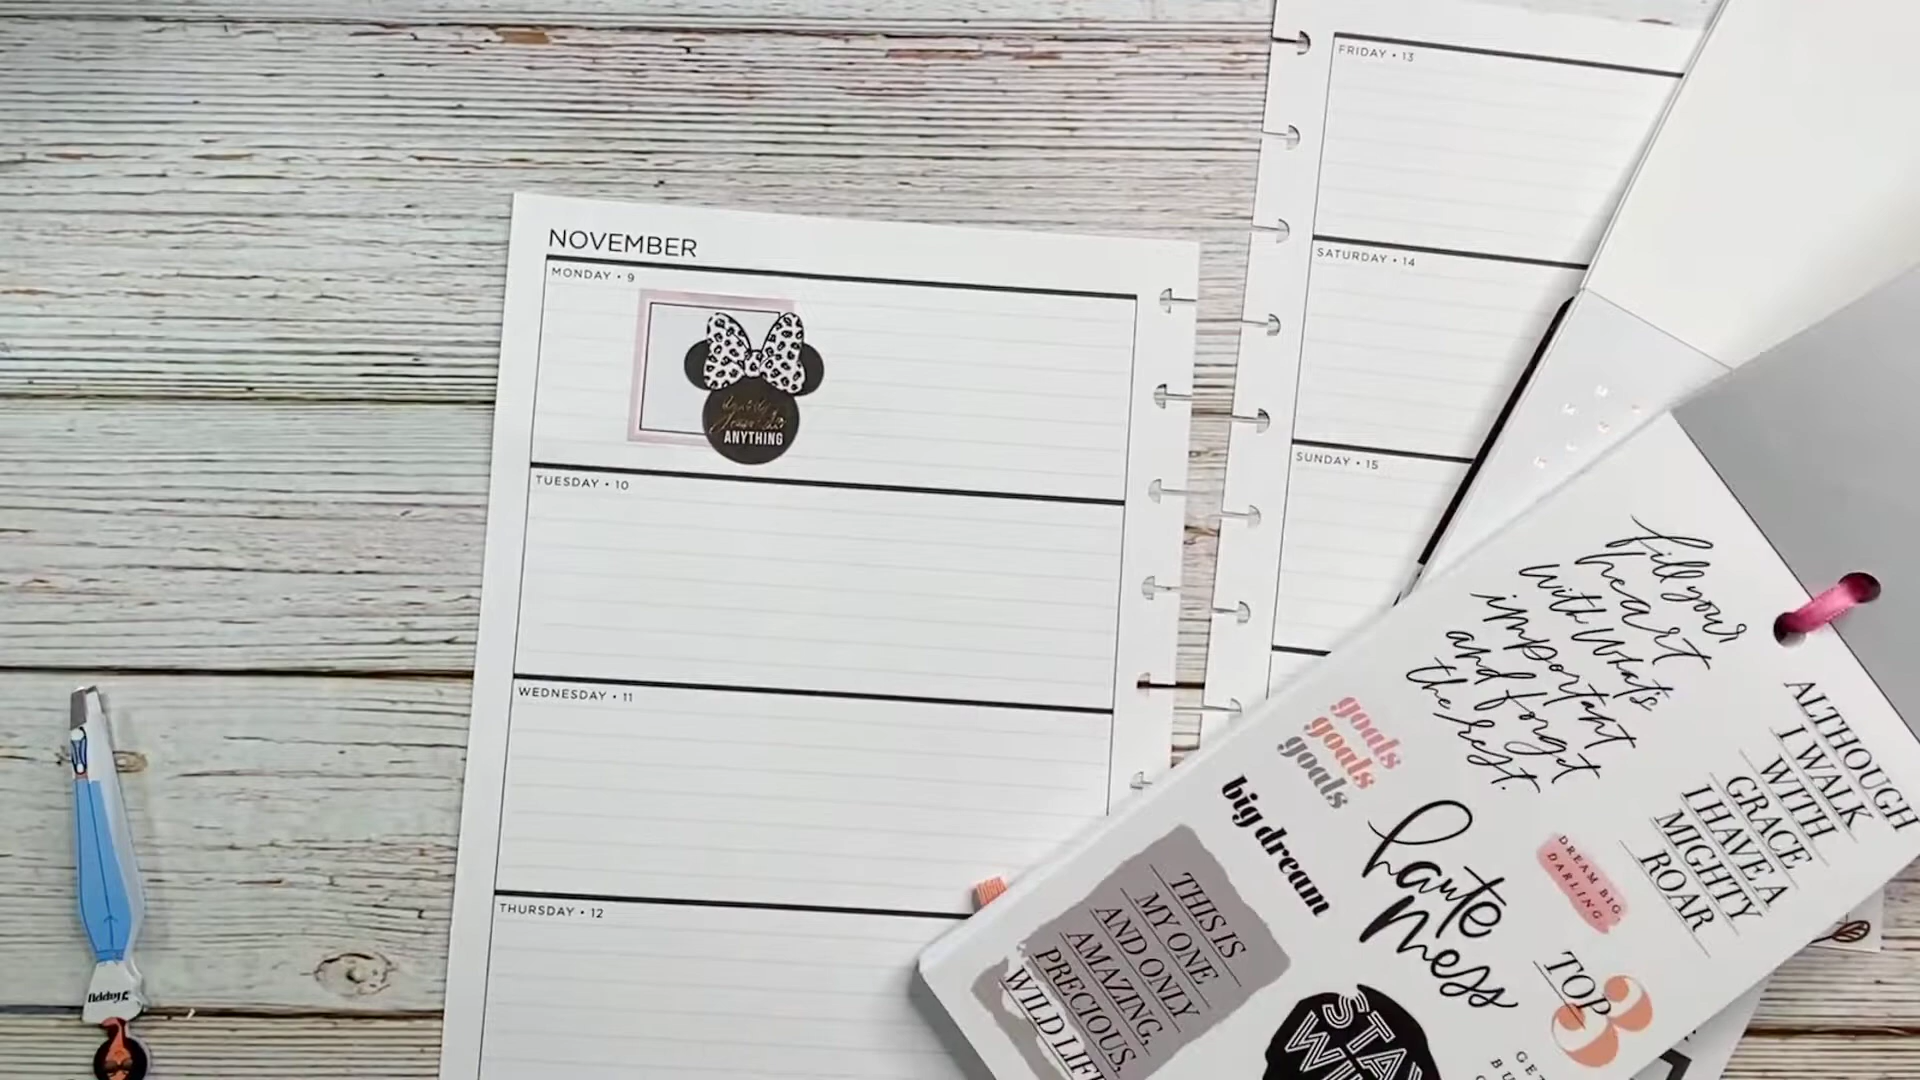 NOVEMBER
MONDAY • 9
ANYTHING
TUESDAY • 10
WEDNESDAY • 11
THURSDAY • 12
FRIDAY • 13
SATURDAY • 14
SUNDAY • 15
fill your
heart
with what's
important
and forget
the rest.
ALTHOUGH
I WALK
WITH
GRACE
I HAVE A
MIGHTY
ROAR
goals
goals
goals
big dream
haute
mess
DREAM BIG
DARLING
THIS IS
MY ONE
AND ONLY
AMAZING,
PRECIOUS,
WILD LIFE
TOP
3
STAY
happy